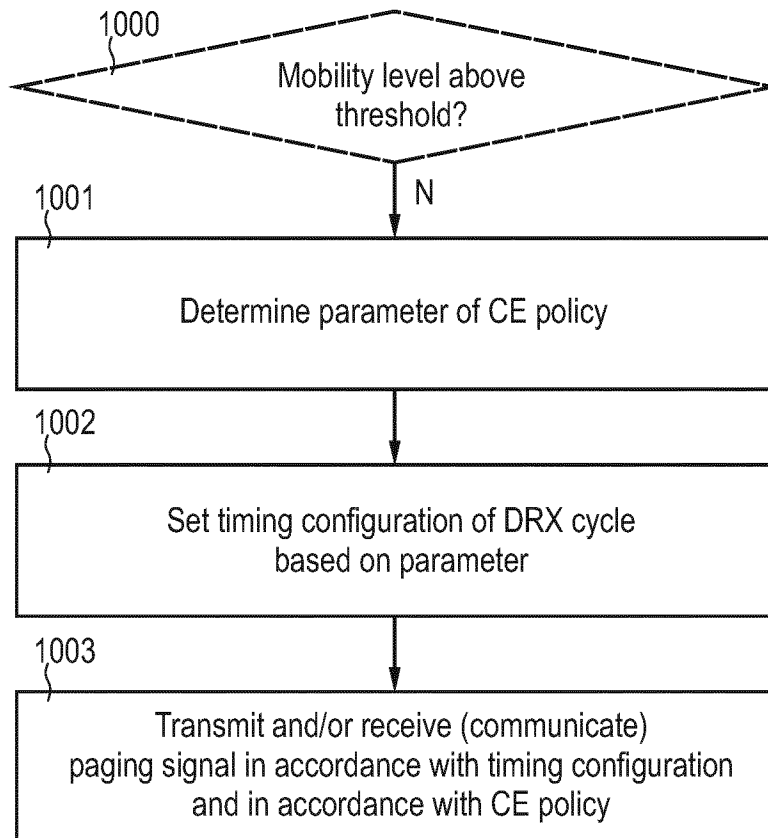 1000
Mobility level above
threshold?
N
1001
Determine parameter of CE policy
1002
Set timing configuration of DRX cycle
based on parameter
1003
Transmit and/or receive (communicate)
paging signal in accordance with timing configuration
and in accordance with CE policy